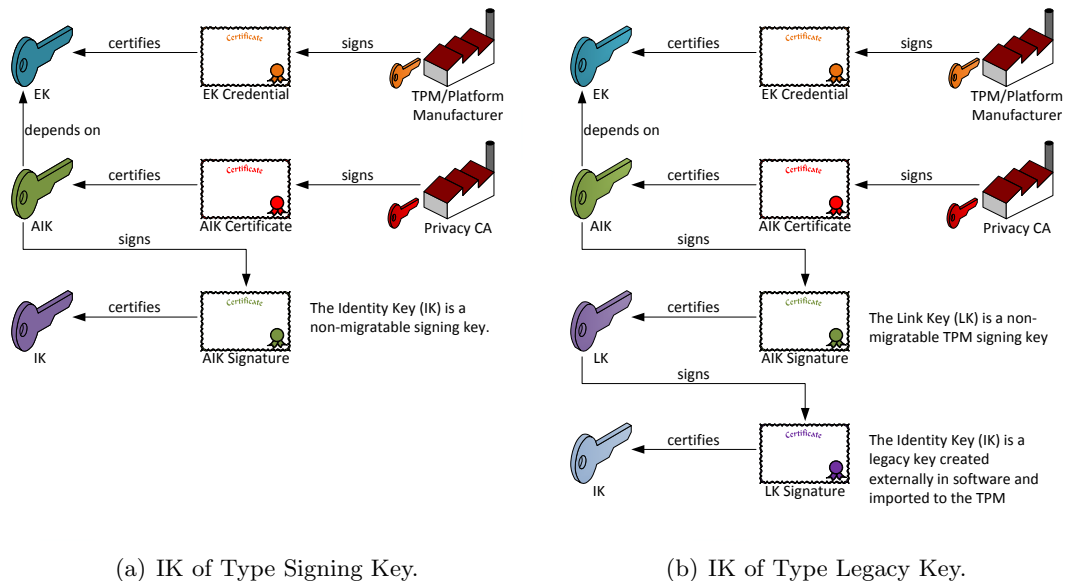 certifies
Certificate
signs
EK
EK Credential
TPM/Platform
Manufacturer
depends on
certifies
Certificate
signs
AIK
AIK Certificate
Privacy CA
signs
certifies
Certificate
The Identity Key (IK) is a
non-migratable signing key.
IK
AIK Signature
(a) IK of Type Signing Key.
certifies
Certificate
signs
EK
EK Credential
TPM/Platform
Manufacturer
depends on
certifies
Certificate
signs
AIK
AIK Certificate
Privacy CA
signs
certifies
Certificate
The Link Key (LK) is a non-
migratable TPM signing key
LK
AIK Signature
signs
certifies
Certificate
The Identity Key (IK) is a
legacy key created
externally in software and
imported to the TPM
IK
LK Signature
(b) IK of Type Legacy Key.